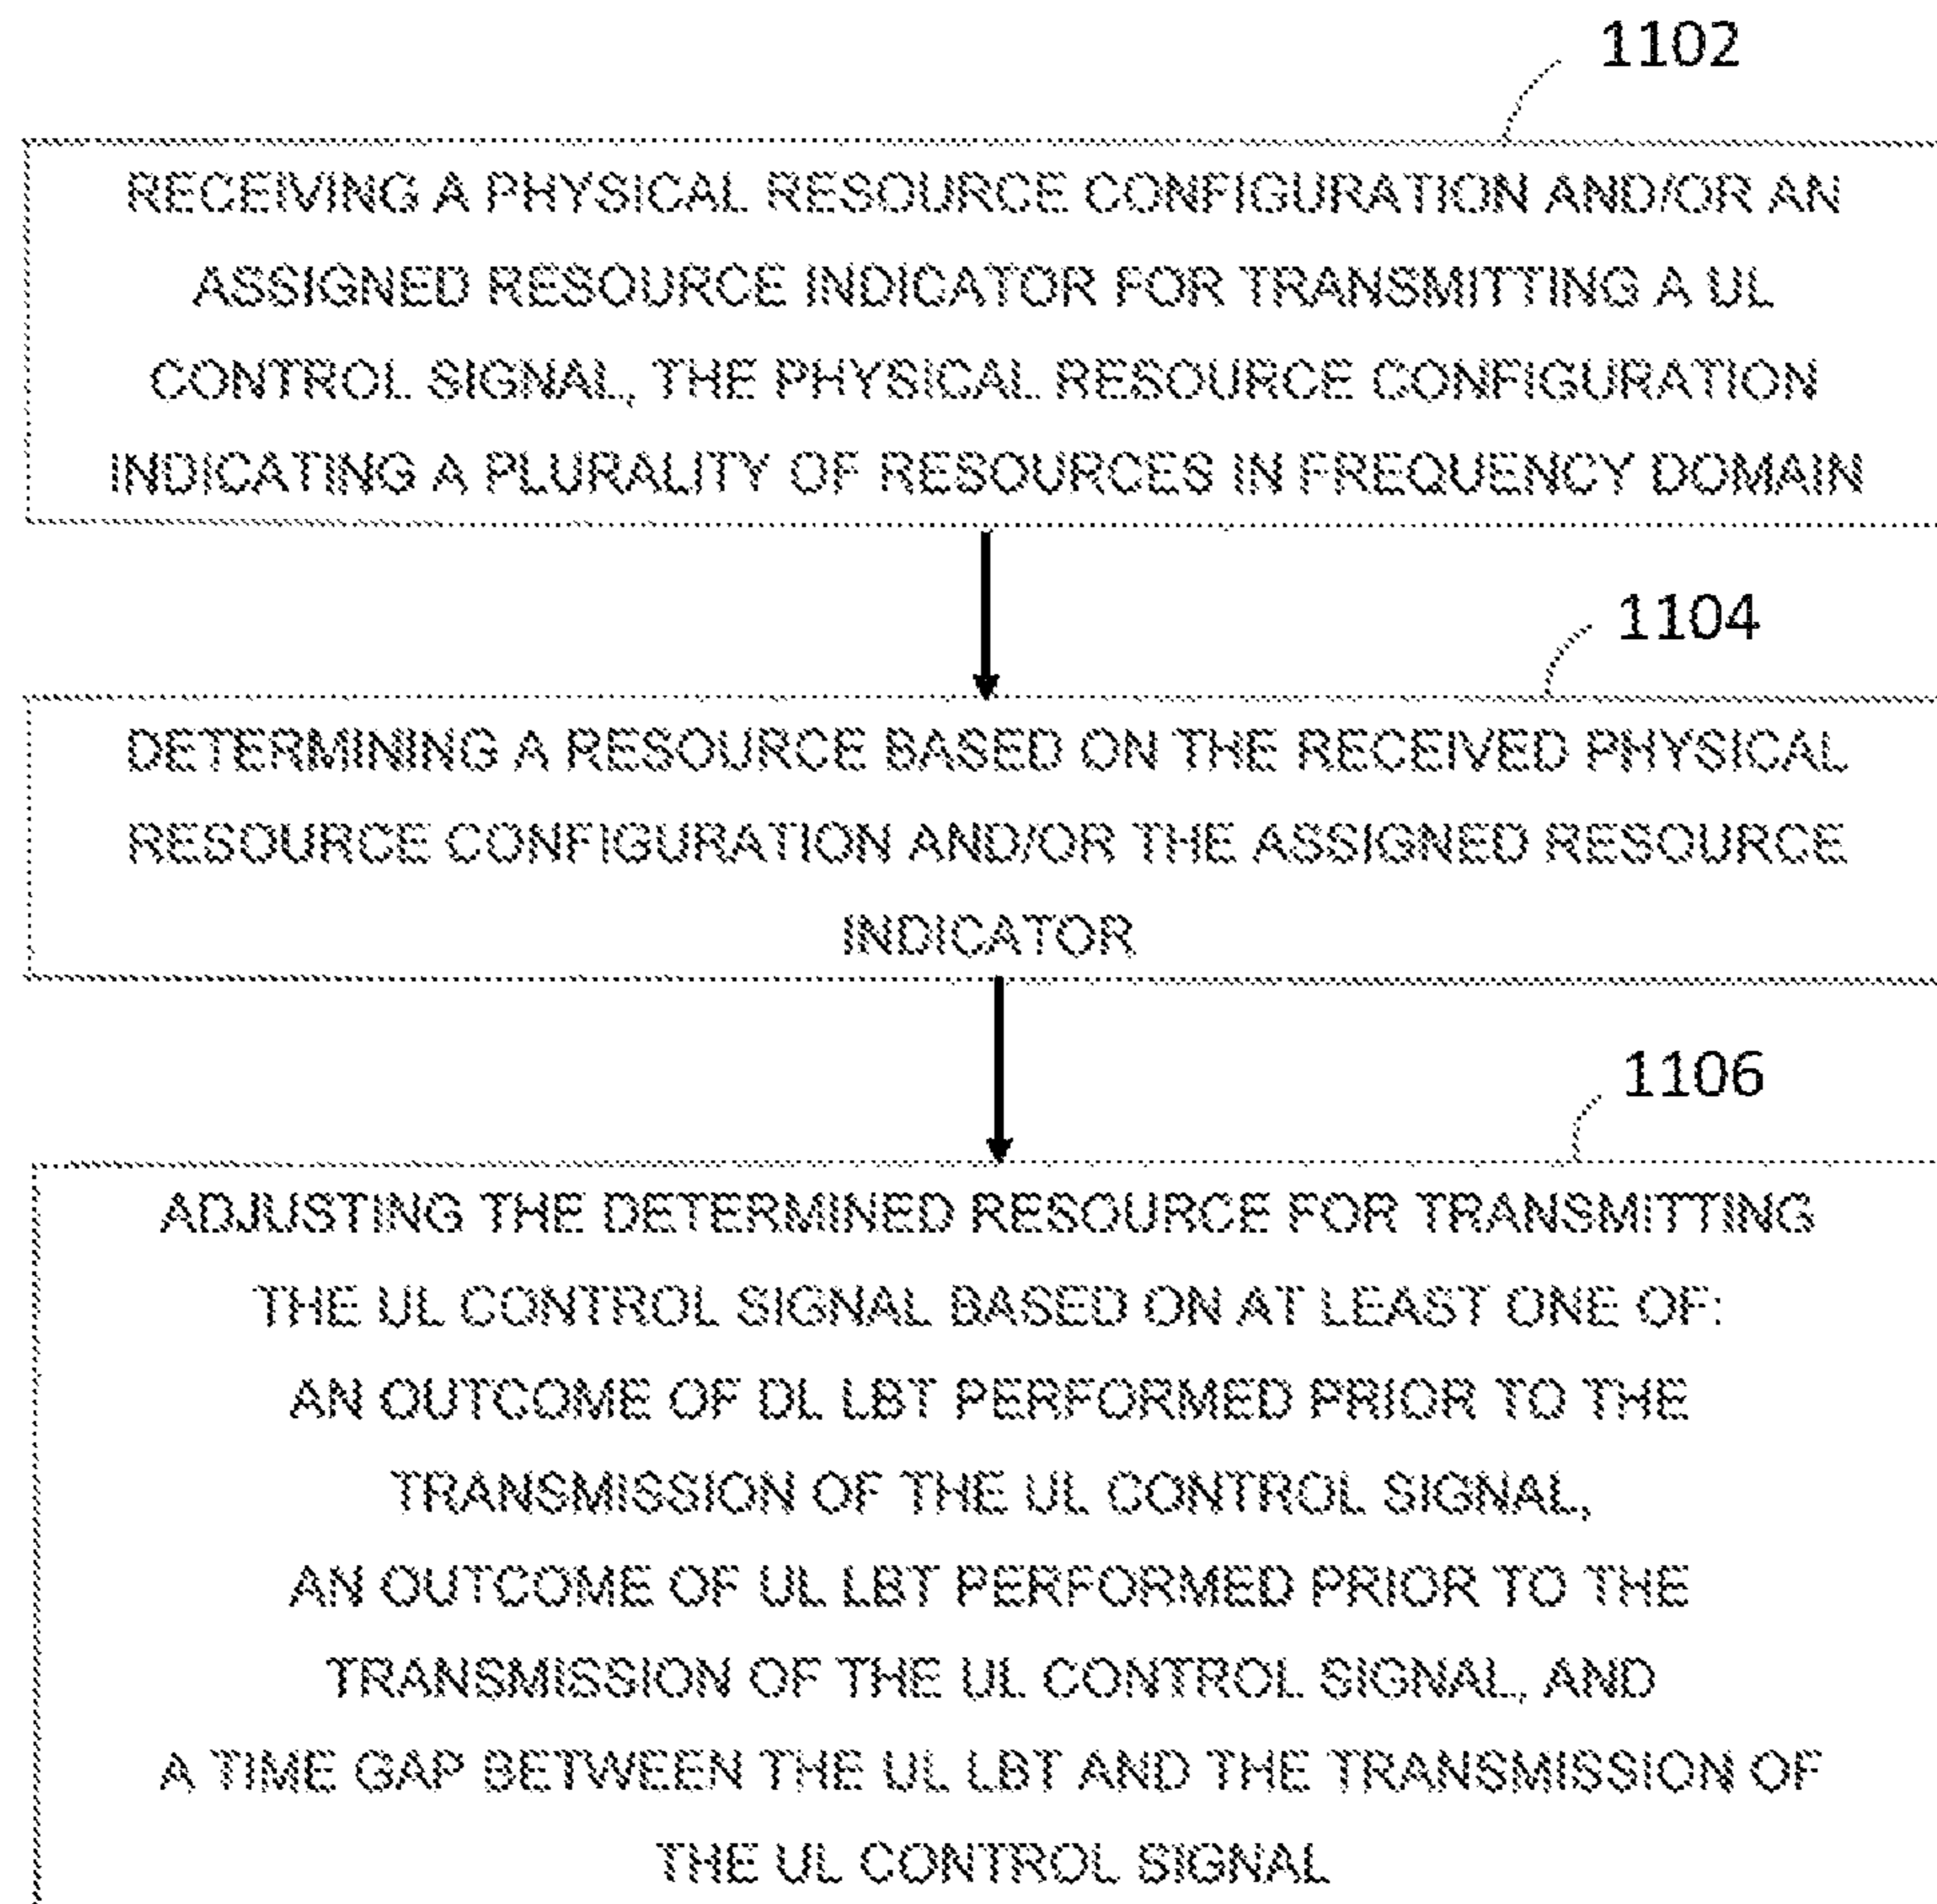 1102
RECEIVING A PHYSICAL RESOURCE CONFIGURATION AND/OR AN
ASSIGNED RESOURCE INDICATOR FOR TRANSMITTING A UL
CONTROL SIGNAL, THE PHYSICAL RESOURCE CONFIGURATION
INDICATING A PLURALITY OF RESOURCES IN FREQUENCY DOMAIN
1104
DETERMINING A RESOURCE BASED ON THE RECEIVED PHYSICAL
RESOURCE CONFIGURATION AND/OR THE ASSIGNED RESOURCE
INDICATOR
1106
ADJUSTING THE DETERMINED RESOURCE FOR TRANSMITTING
THE UL CONTROL SIGNAL BASED ON AT LEAST ONE OF:
AN OUTCOME OF DL LBT PERFORMED PRIOR TO THE
TRANSMISSION OF THE UL CONTROL SIGNAL,
AN OUTCOME OF UL LBT PERFORMED PRIOR TO THE
TRANSMISSION OF THE UL CONTROL SIGNAL, AND
A TIME GAP BETWEEN THE UL LBT AND THE TRANSMISSION OF
THE UL CONTROL SIGNAL